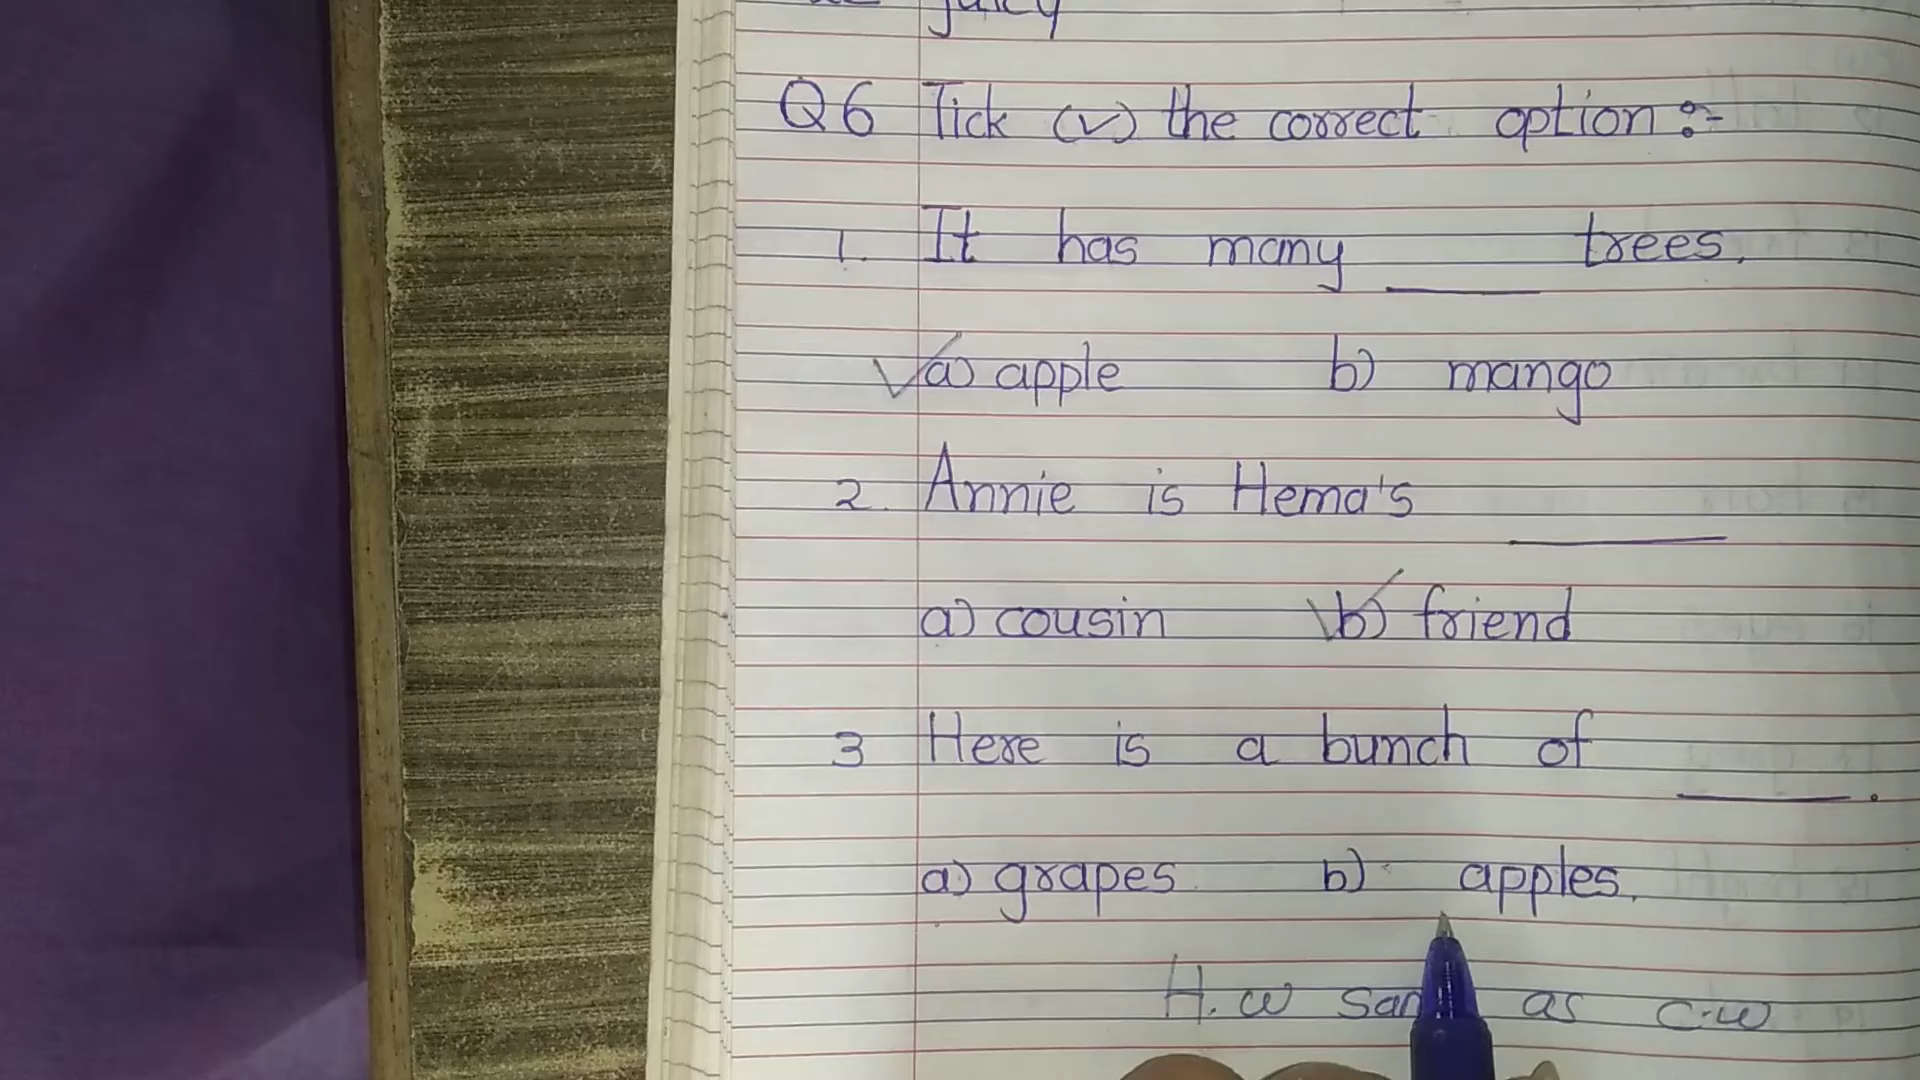 juicy
Q6 Tick (✓) the correct option :-
1. It has many ____ trees.
✓a) apple b) mango
2. Annie is Hema's ____
a) cousin ✓b) friend
3 Here is a bunch of ____.
a) grapes b) apples.
H.w as c.w